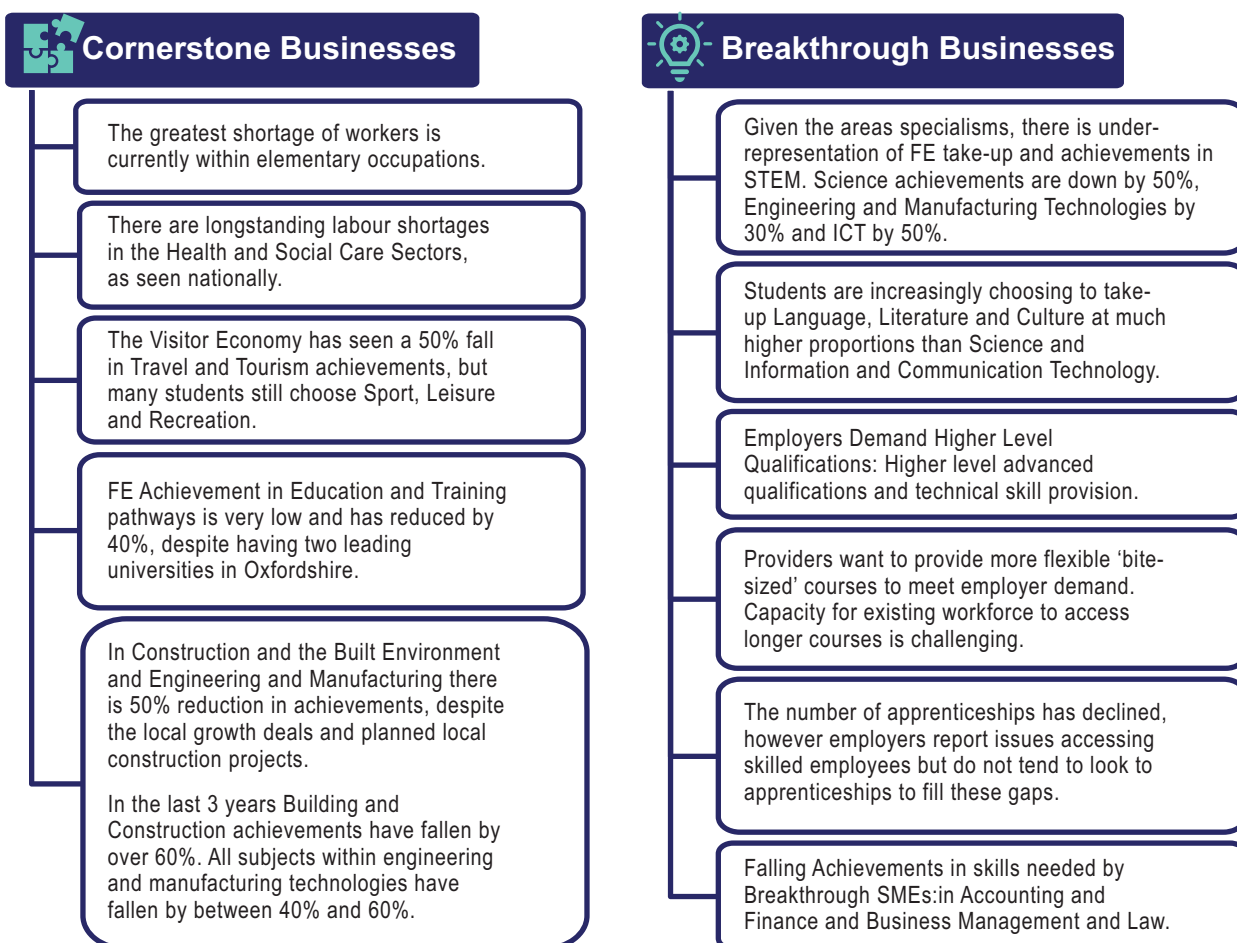 Cornerstone Businesses
The greatest shortage of workers is
currently within elementary occupations.
There are longstanding labour shortages
in the Health and Social Care Sectors,
as seen nationally.
The Visitor Economy has seen a 50% fall
in Travel and Tourism achievements, but
many students still choose Sport, Leisure
and Recreation.
FE Achievement in Education and Training
pathways is very low and has reduced by
40%, despite having two leading
universities in Oxfordshire.
In Construction and the Built Environment
and Engineering and Manufacturing there
is 50% reduction in achievements, despite
the local growth deals and planned local
construction projects.
In the last 3 years Building and
Construction achievements have fallen by
over 60%. All subjects within engineering
and manufacturing technologies have
fallen by between 40% and 60%.
Breakthrough Businesses
Given the areas specialisms, there is under-
representation of FE take-up and achievements in
STEM. Science achievements are down by 50%,
Engineering and Manufacturing Technologies by
30% and ICT by 50%.
Students are increasingly choosing to take-
up Language, Literature and Culture at much
higher proportions than Science and
Information and Communication Technology.
Employers Demand Higher Level
Qualifications: Higher level advanced
qualifications and technical skill provision.
Providers want to provide more flexible ‘bite-
sized’ courses to meet employer demand.
Capacity for existing workforce to access
longer courses is challenging.
The number of apprenticeships has declined,
however employers report issues accessing
skilled employees but do not tend to look to
apprenticeships to fill these gaps.
Falling Achievements in skills needed by
Breakthrough SMEs:in Accounting and
Finance and Business Management and Law.